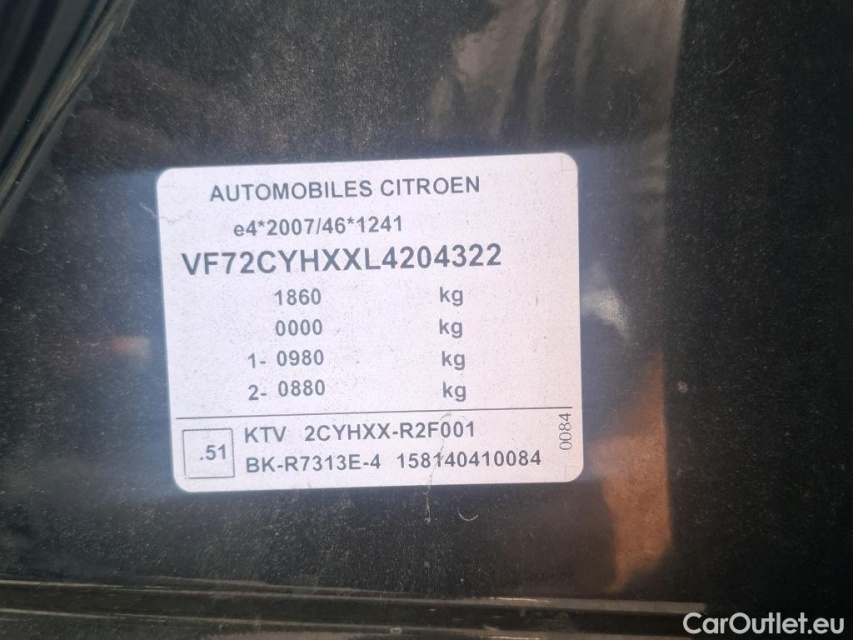 AUTOMOBILES CITROEN
e4*2007/46*1241
VF72CYHXXL4204322
1860 kg
0000 kg
1- 0980 kg
2- 0880 kg
.51
KTV 2CYHXX-R2F001
BK-R7313E-4 158140410084
0084
CarOutlet.eu